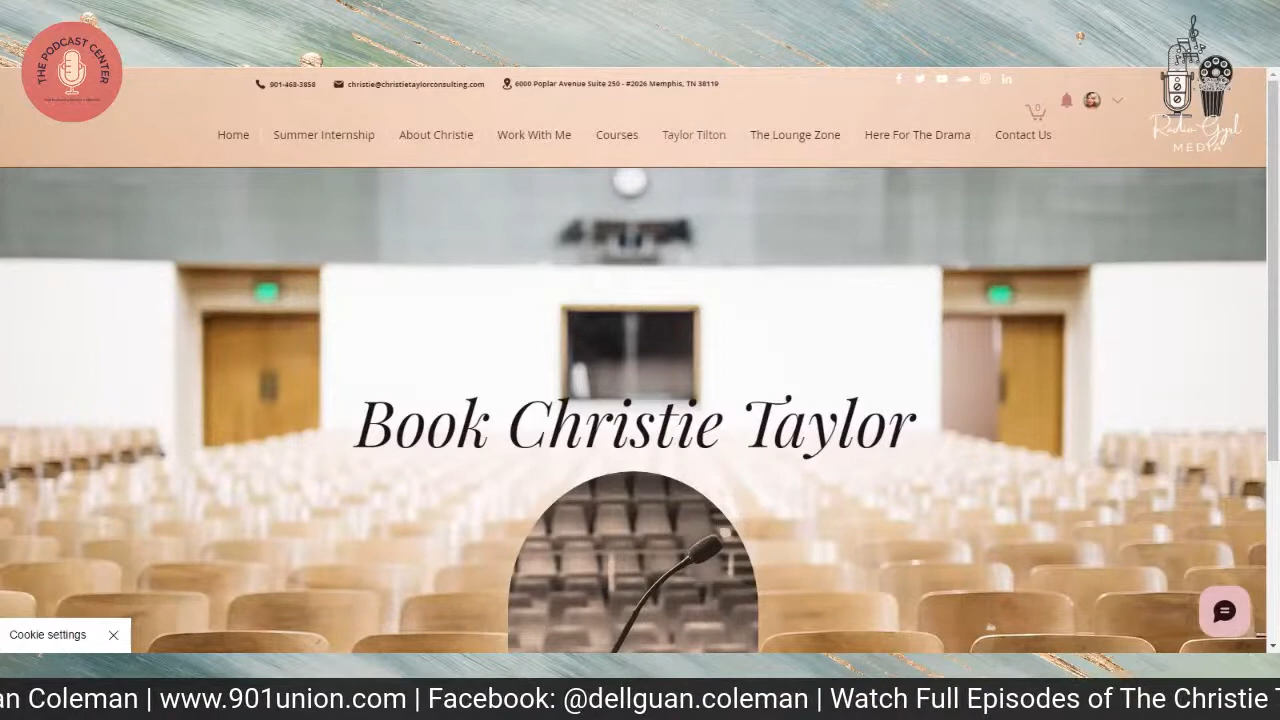 THE PODCAST CENTER
901-468-3858
christie@christietaylorconsulting.com
6000 Poplar Avenue Suite 250 - #2026 Memphis, TN 38119
0
Home
Summer Internship
About Christie
Work With Me
Courses
Taylor Tilton
The Lounge Zone
Here For The Drama
Contact Us
Radio Gyrl
MEDIA
Book Christie Taylor
Cookie settings
an Coleman | www.901union.com | Facebook: @dellguan.coleman | Watch Full Episodes of The Christie